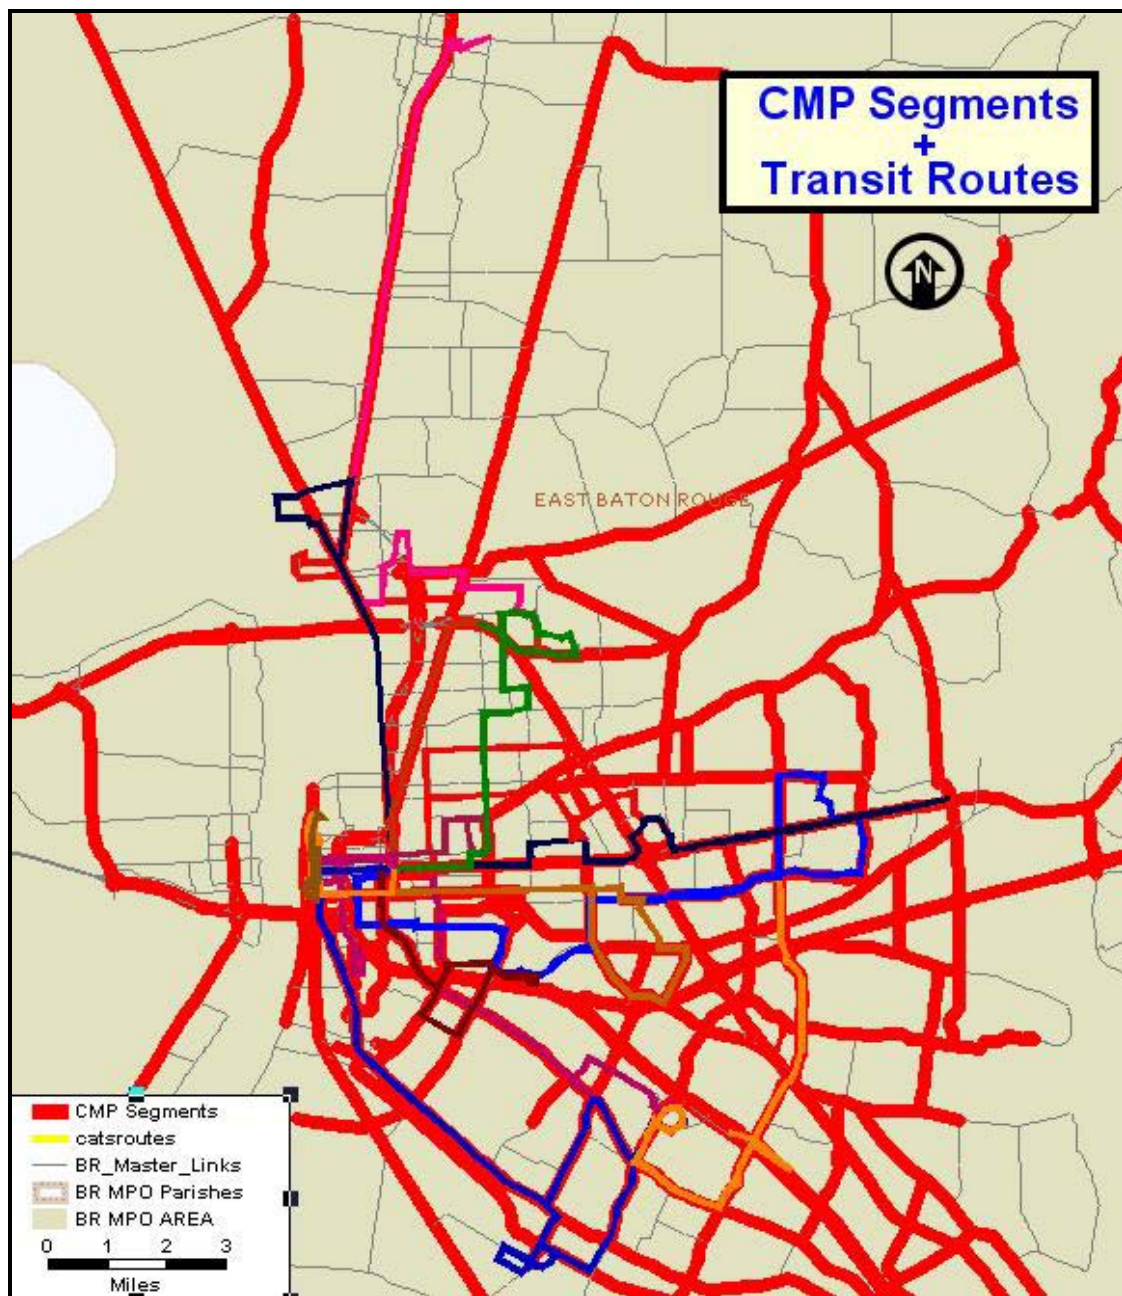 CMP Segments
+
Transit Routes
N
EAST BATON ROUGE
CMP Segments
catsroutes
BR_Master_Links
BR MPO Parishes
BR MPO AREA
0 1 2 3
Miles